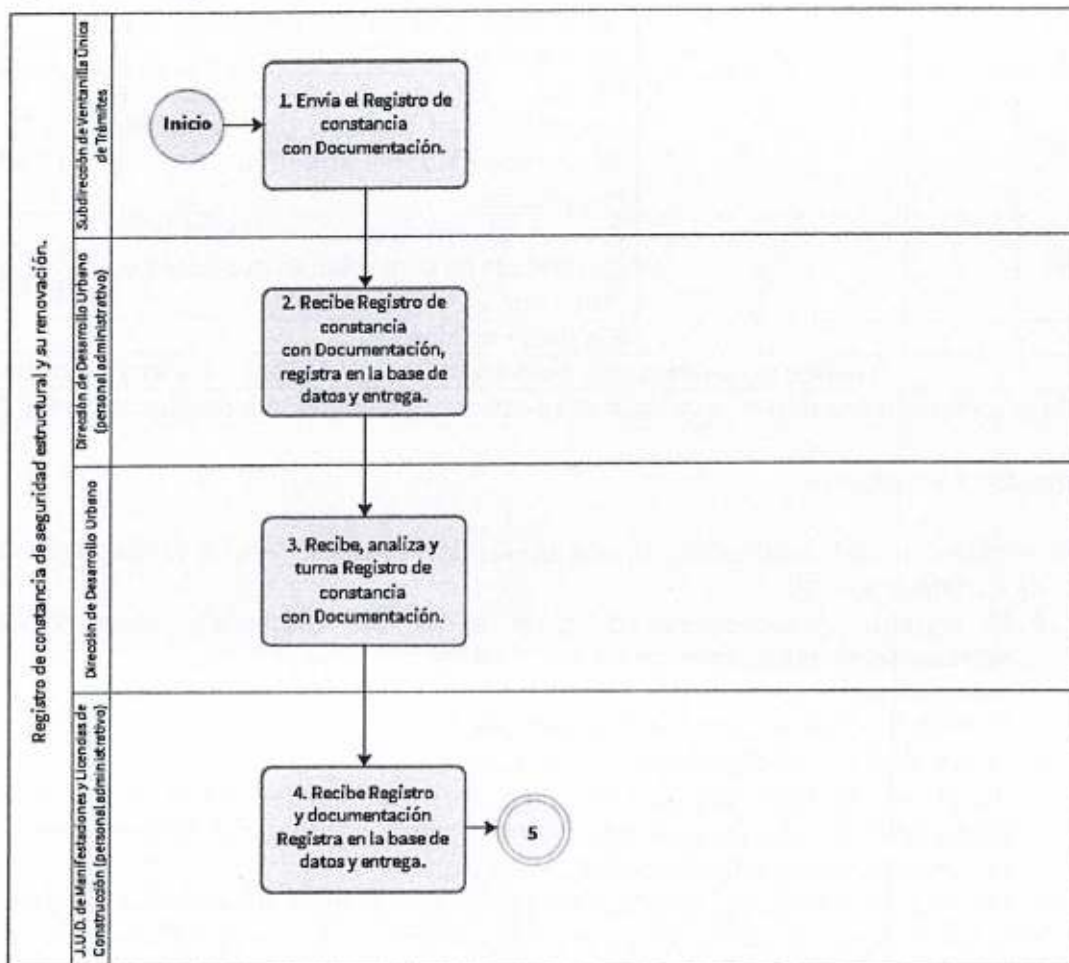 Registro de constancia de seguridad estructural y su renovación.
Subdirección de Ventanilla Única
de Trámites
Inicio
1. Envía el Registro de
constancia
con Documentación.
Dirección de Desarrollo Urbano
(personal administrativo)
2. Recibe Registro de
constancia
con Documentación,
registra en la base de
datos y entrega.
Dirección de Desarrollo Urbano
3. Recibe, analiza y
turna Registro de
constancia
con Documentación.
J.U.D. de Manifestaciones y Licencias de
Construcción (personal administrativo)
4. Recibe Registro
y documentación
Registra en la base de
datos y entrega.
5